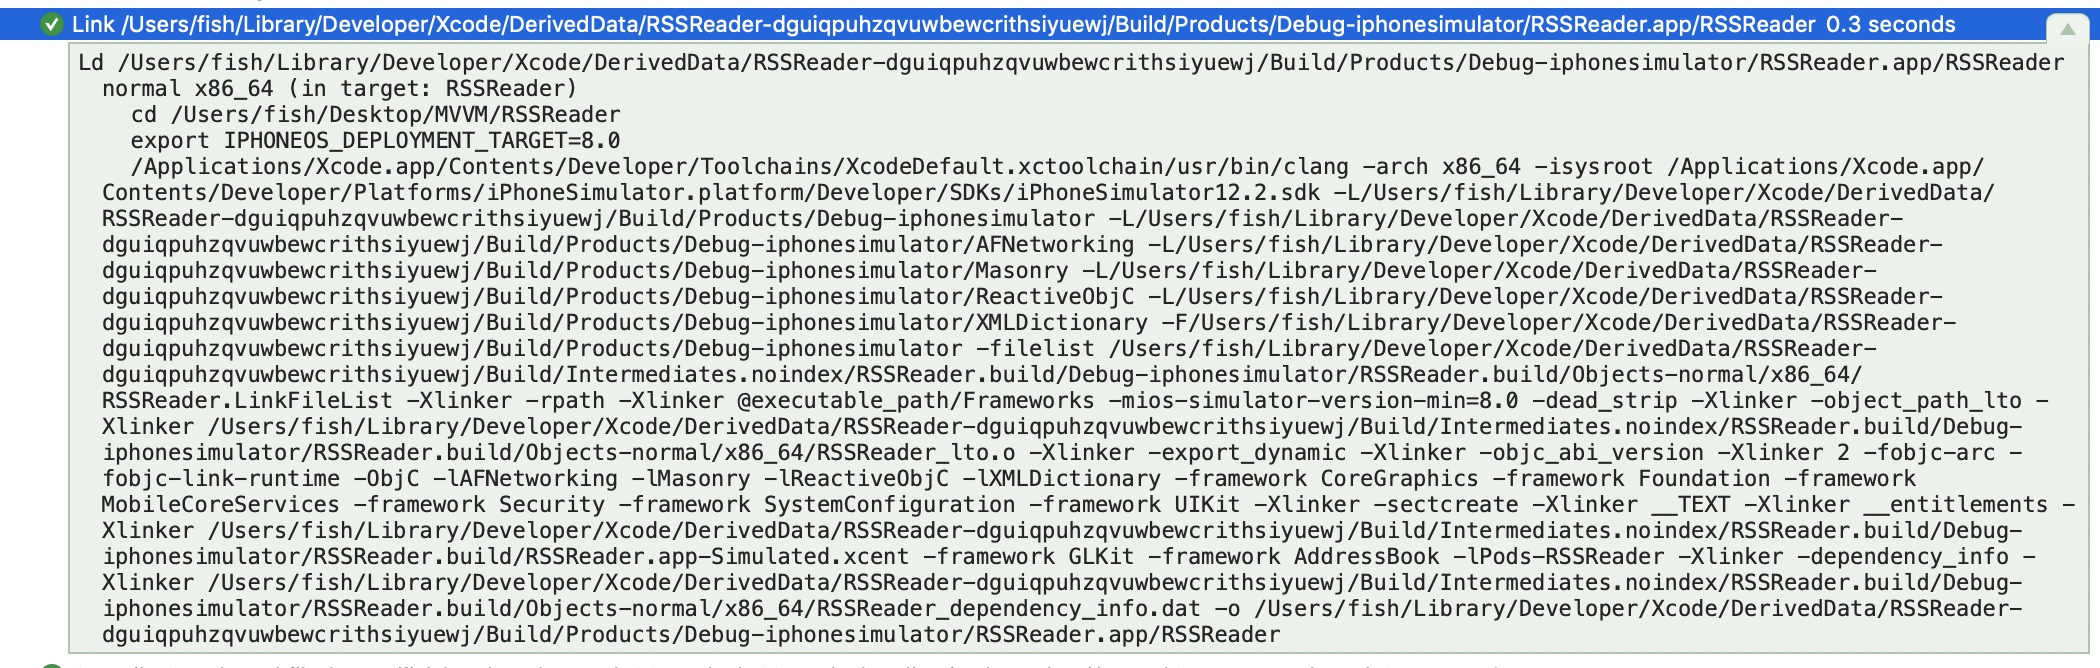 Link /Users/fish/Library/Developer/Xcode/DerivedData/RSSReader-dguiqpuhzqvuwbewcrithsiyuewj/Build/Products/Debug-iphonesimulator/RSSReader.app/RSSReader 0.3 seconds
Ld /Users/fish/Library/Developer/Xcode/DerivedData/RSSReader-dguiqpuhzqvuwbewcrithsiyuewj/Build/Products/Debug-iphonesimulator/RSSReader.app/RSSReader
normal x86_64 (in target: RSSReader)
cd /Users/fish/Desktop/MVVM/RSSReader
export IPHONEOS_DEPLOYMENT_TARGET=8.0
/Applications/Xcode.app/Contents/Developer/Toolchains/XcodeDefault.xctoolchain/usr/bin/clang -arch x86_64 -isysroot /Applications/Xcode.app/
Contents/Developer/Platforms/iPhoneSimulator.platform/Developer/SDKs/iPhoneSimulator12.2.sdk -L/Users/fish/Library/Developer/Xcode/DerivedData/
RSSReader-dguiqpuhzqvuwbewcrithsiyuewj/Build/Products/Debug-iphonesimulator -L/Users/fish/Library/Developer/Xcode/DerivedData/RSSReader-
dguiqpuhzqvuwbewcrithsiyuewj/Build/Products/Debug-iphonesimulator/AFNetworking -L/Users/fish/Library/Developer/Xcode/DerivedData/RSSReader-
dguiqpuhzqvuwbewcrithsiyuewj/Build/Products/Debug-iphonesimulator/Masonry -L/Users/fish/Library/Developer/Xcode/DerivedData/RSSReader-
dguiqpuhzqvuwbewcrithsiyuewj/Build/Products/Debug-iphonesimulator/ReactiveObjC -L/Users/fish/Library/Developer/Xcode/DerivedData/RSSReader-
dguiqpuhzqvuwbewcrithsiyuewj/Build/Products/Debug-iphonesimulator/XMLDictionary -F/Users/fish/Library/Developer/Xcode/DerivedData/RSSReader-
dguiqpuhzqvuwbewcrithsiyuewj/Build/Products/Debug-iphonesimulator -filelist /Users/fish/Library/Developer/Xcode/DerivedData/RSSReader-
dguiqpuhzqvuwbewcrithsiyuewj/Build/Intermediates.noindex/RSSReader.build/Debug-iphonesimulator/RSSReader.build/Objects-normal/x86_64/
RSSReader.LinkFileList -Xlinker -rpath -Xlinker @executable_path/Frameworks -mios-simulator-version-min=8.0 -dead_strip -Xlinker -object_path_lto -
Xlinker /Users/fish/Library/Developer/Xcode/DerivedData/RSSReader-dguiqpuhzqvuwbewcrithsiyuewj/Build/Intermediates.noindex/RSSReader.build/Debug-
iphonesimulator/RSSReader.build/Objects-normal/x86_64/RSSReader_lto.o -Xlinker -export_dynamic -Xlinker -objc_abi_version -Xlinker 2 -fobjc-arc -
fobjc-link-runtime -ObjC -lAFNetworking -lMasonry -lReactiveObjC -lXMLDictionary -framework CoreGraphics -framework Foundation -framework
MobileCoreServices -framework Security -framework SystemConfiguration -framework UIKit -Xlinker -sectcreate -Xlinker __TEXT -Xlinker __entitlements -
Xlinker /Users/fish/Library/Developer/Xcode/DerivedData/RSSReader-dguiqpuhzqvuwbewcrithsiyuewj/Build/Intermediates.noindex/RSSReader.build/Debug-
iphonesimulator/RSSReader.build/RSSReader.app-Simulated.xcent -framework GLKit -framework AddressBook -lPods-RSSReader -Xlinker -dependency_info -
Xlinker /Users/fish/Library/Developer/Xcode/DerivedData/RSSReader-dguiqpuhzqvuwbewcrithsiyuewj/Build/Intermediates.noindex/RSSReader.build/Debug-
iphonesimulator/RSSReader.build/Objects-normal/x86_64/RSSReader_dependency_info.dat -o /Users/fish/Library/Developer/Xcode/DerivedData/RSSReader-
dguiqpuhzqvuwbewcrithsiyuewj/Build/Products/Debug-iphonesimulator/RSSReader.app/RSSReader